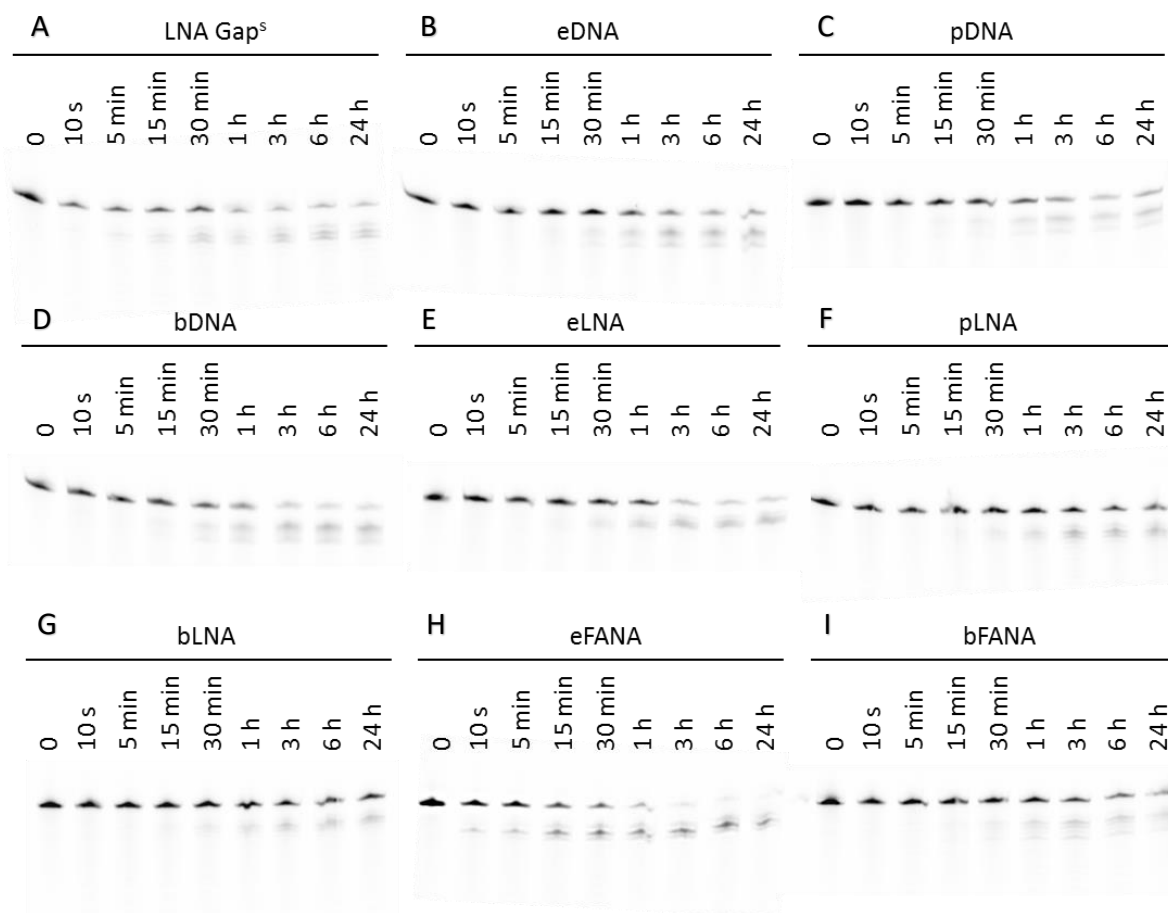 A LNA Gapˢ B eDNA C pDNA
0 10 s 5 min 15 min 30 min 1 h 3 h 6 h 24 h 0 10 s 5 min 15 min 30 min 1 h 3 h 6 h 24 h 0 10 s 5 min 15 min 30 min 1 h 3 h 6 h 24 h
D bDNA E eLNA F pLNA
0 10 s 5 min 15 min 30 min 1 h 3 h 6 h 24 h 0 10 s 5 min 15 min 30 min 1 h 3 h 6 h 24 h 0 10 s 5 min 15 min 30 min 1 h 3 h 6 h 24 h
G bLNA H eFANA I bFANA
0 10 s 5 min 15 min 30 min 1 h 3 h 6 h 24 h 0 10 s 5 min 15 min 30 min 1 h 3 h 6 h 24 h 0 10 s 5 min 15 min 30 min 1 h 3 h 6 h 24 h